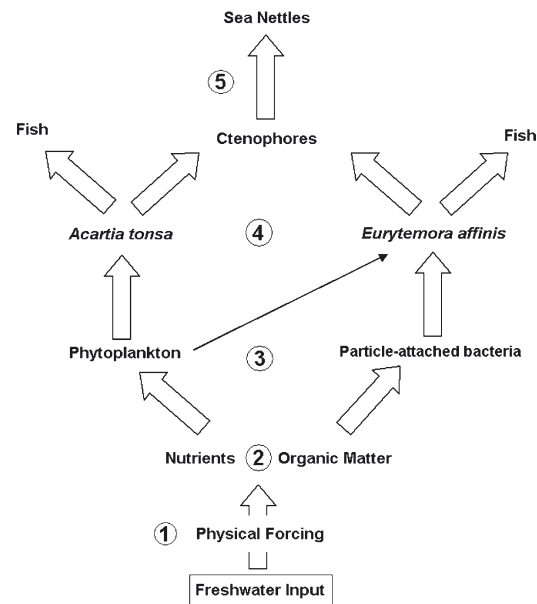 Sea Nettles
5
Fish
Ctenophores
Fish
Acartia tonsa
4
Eurytemora affinis
Phytoplankton
3
Particle-attached bacteria
Nutrients 2 Organic Matter
1 Physical Forcing
Freshwater Input